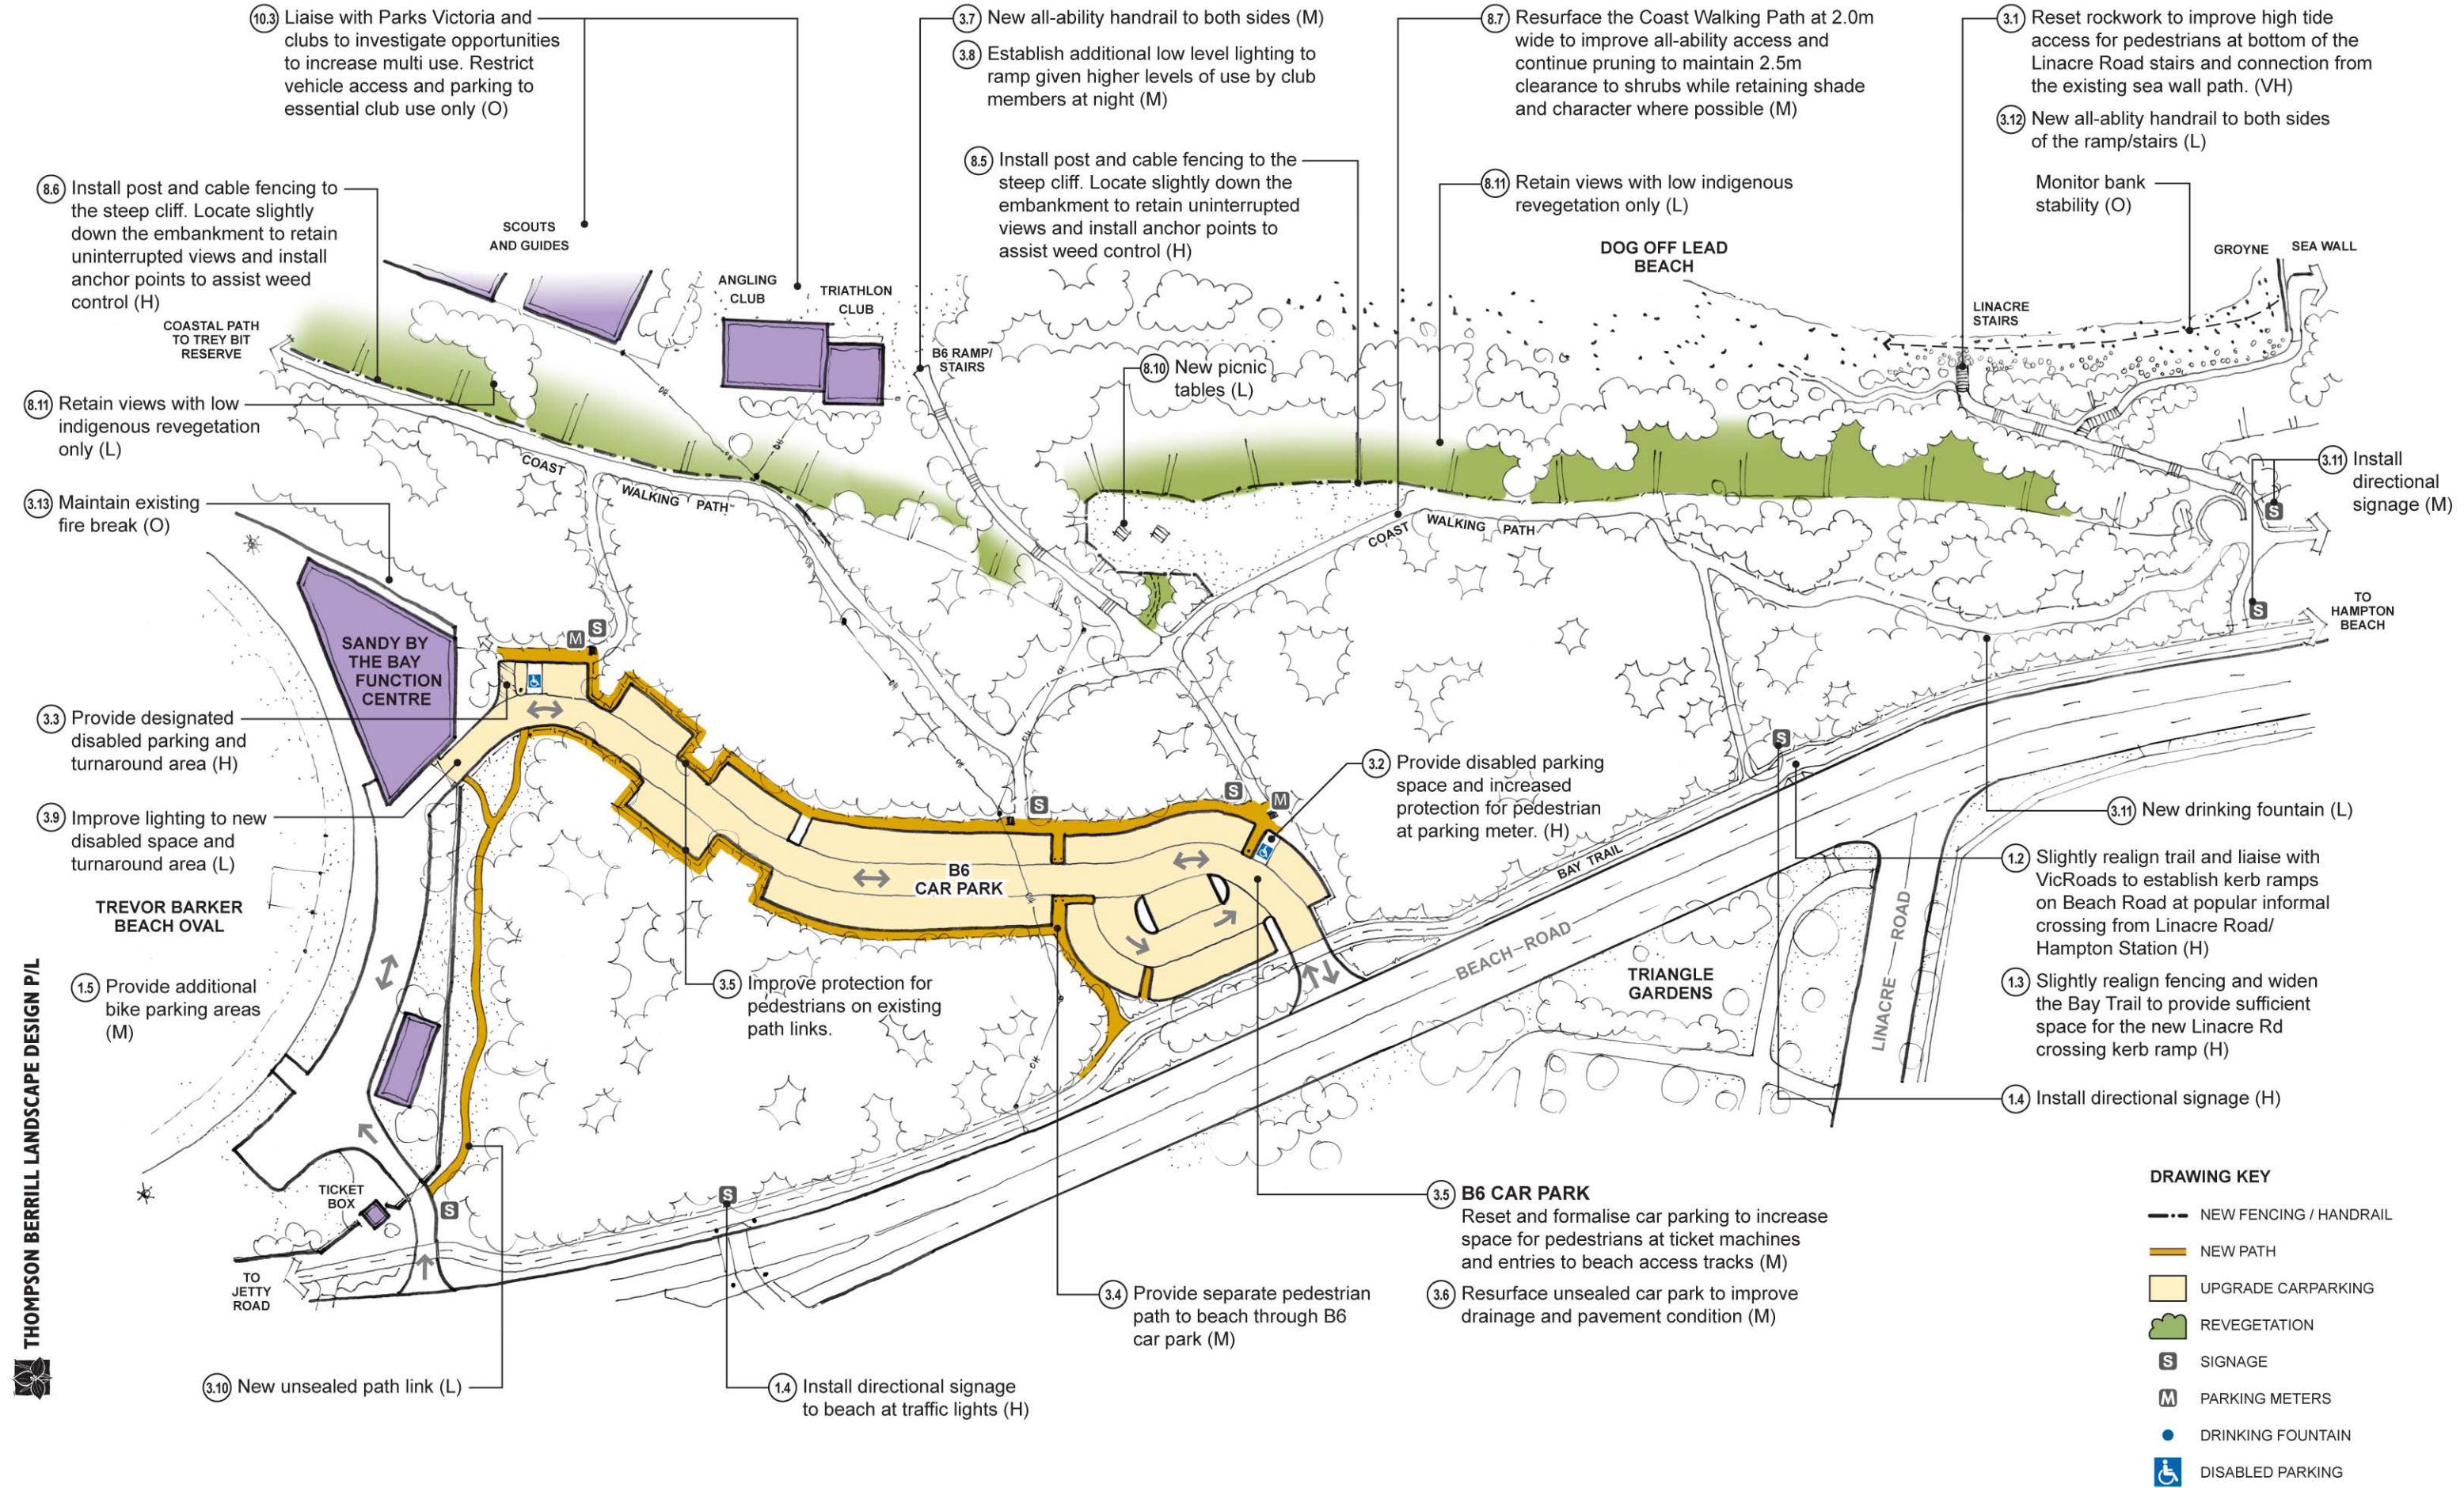 10.3 Liaise with Parks Victoria and
clubs to investigate opportunities
to increase multi use. Restrict
vehicle access and parking to
essential club use only (O)
3.7 New all-ability handrail to both sides (M)
3.8 Establish additional low level lighting to
ramp given higher levels of use by club
members at night (M)
8.7 Resurface the Coast Walking Path at 2.0m
wide to improve all-ability access and
continue pruning to maintain 2.5m
clearance to shrubs while retaining shade
and character where possible (M)
3.1 Reset rockwork to improve high tide
access for pedestrians at bottom of the
Linacre Road stairs and connection from
the existing sea wall path. (VH)
3.12 New all-ablity handrail to both sides
of the ramp/stairs (L)
8.6 Install post and cable fencing to
the steep cliff. Locate slightly
down the embankment to retain
uninterrupted views and install
anchor points to assist weed
control (H)
8.5 Install post and cable fencing to the
steep cliff. Locate slightly down the
embankment to retain uninterrupted
views and install anchor points to
assist weed control (H)
8.11 Retain views with low indigenous
revegetation only (L)
Monitor bank
stability (O)
SCOUTS
AND GUIDES
ANGLING
CLUB
TRIATHLON
CLUB
DOG OFF LEAD
BEACH
GROYNE
SEA WALL
LINACRE
STAIRS
COASTAL PATH
TO TREY BIT
RESERVE
B6 RAMP/
STAIRS
8.10 New picnic
tables (L)
8.11 Retain views with low
indigenous revegetation
only (L)
COAST
WALKING PATH
COAST
WALKING PATH
3.11 Install
directional
signage (M)
S
S
3.13 Maintain existing
fire break (O)
TO
HAMPTON
BEACH
SANDY BY
THE BAY
FUNCTION
CENTRE
M
S
3.3 Provide designated
disabled parking and
turnaround area (H)
3.9 Improve lighting to new
disabled space and
turnaround area (L)
S
S
M
S
3.2 Provide disabled parking
space and increased
protection for pedestrian
at parking meter. (H)
3.11 New drinking fountain (L)
BAY TRAIL
B6
CAR PARK
1.2 Slightly realign trail and liaise with
VicRoads to establish kerb ramps
on Beach Road at popular informal
crossing from Linacre Road/
Hampton Station (H)
TREVOR BARKER
BEACH OVAL
BEACH ROAD
LINACRE ROAD
TRIANGLE
GARDENS
1.5 Provide additional
bike parking areas
(M)
3.5 Improve protection for
pedestrians on existing
path links.
1.3 Slightly realign fencing and widen
the Bay Trail to provide sufficient
space for the new Linacre Rd
crossing kerb ramp (H)
1.4 Install directional signage (H)
TICKET
BOX
S
S
TO
JETTY
ROAD
3.5 B6 CAR PARK
Reset and formalise car parking to increase
space for pedestrians at ticket machines
and entries to beach access tracks (M)
3.4 Provide separate pedestrian
path to beach through B6
car park (M)
3.6 Resurface unsealed car park to improve
drainage and pavement condition (M)
3.10 New unsealed path link (L)
1.4 Install directional signage
to beach at traffic lights (H)
DRAWING KEY
NEW FENCING / HANDRAIL
NEW PATH
UPGRADE CARPARKING
REVEGETATION
S SIGNAGE
M PARKING METERS
DRINKING FOUNTAIN
DISABLED PARKING
THOMPSON BERRILL LANDSCAPE DESIGN P/L